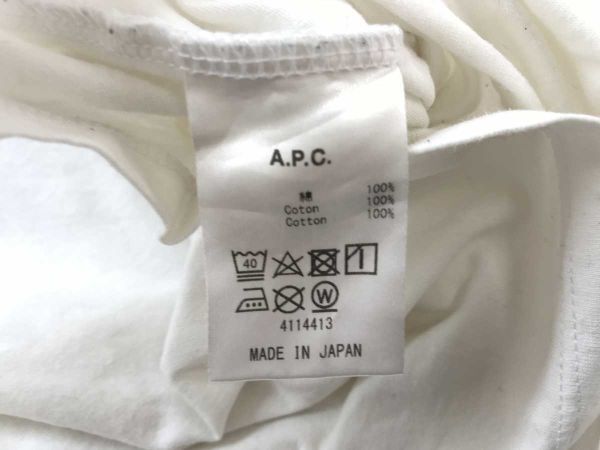 A.P.C.
綿 100%
Coton 100%
Cotton 100%
40
W
4114413
MADE IN JAPAN